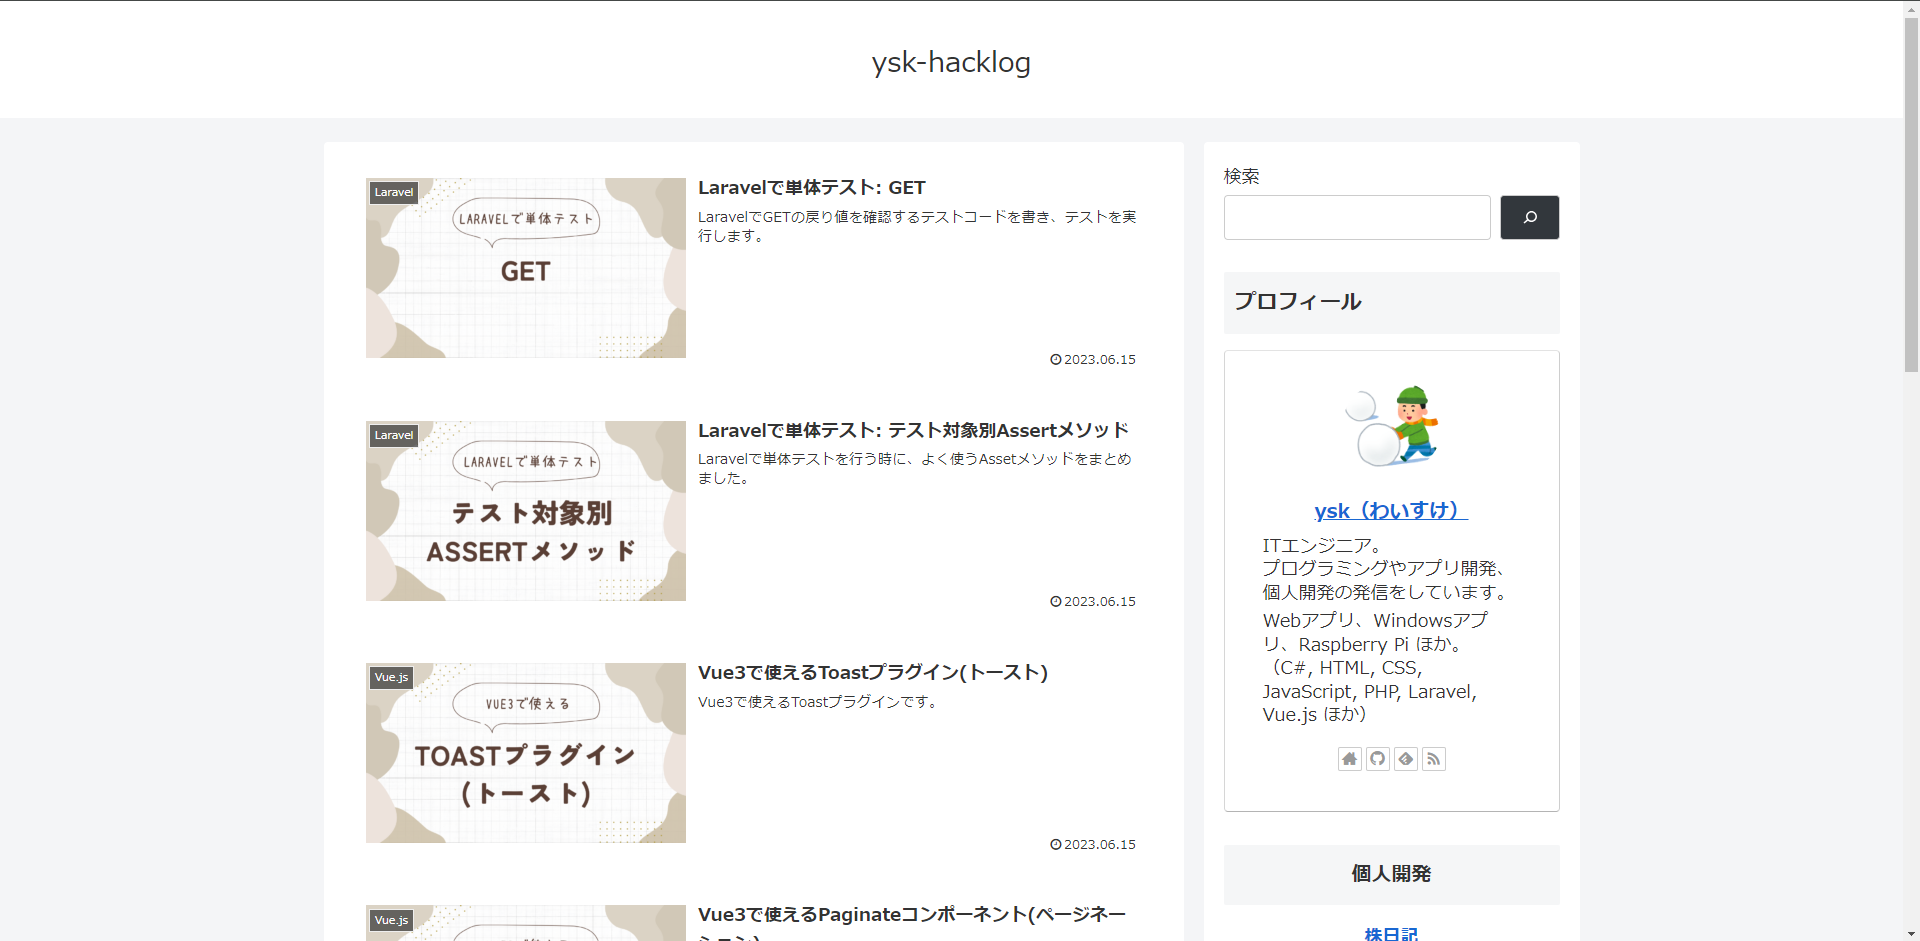 ysk-hacklog
Laravel
LARAVELで単体テスト
GET
Laravelで単体テスト: GET
LaravelでGETの戻り値を確認するテストコードを書き、テストを実
行します。
2023.06.15
Laravel
LARAVELで単体テスト
テスト対象別
ASSERTメソッド
Laravelで単体テスト: テスト対象別Assertメソッド
Laravelで単体テストを行う時に、よく使うAssetメソッドをまとめ
ました。
2023.06.15
Vue.js
VUE3で使える
TOASTプラグイン
(トースト)
Vue3で使えるToastプラグイン(トースト)
Vue3で使えるToastプラグインです。
2023.06.15
Vue.js
Vue3で使えるPaginateコンポーネント(ページネー
ション)
検索
プロフィール
ysk（わいすけ）
ITエンジニア。
プログラミングやアプリ開発、
個人開発の発信をしています。
Webアプリ、Windowsアプ
リ、Raspberry Pi ほか。
（C#, HTML, CSS,
JavaScript, PHP, Laravel,
Vue.js ほか）
個人開発
株日記